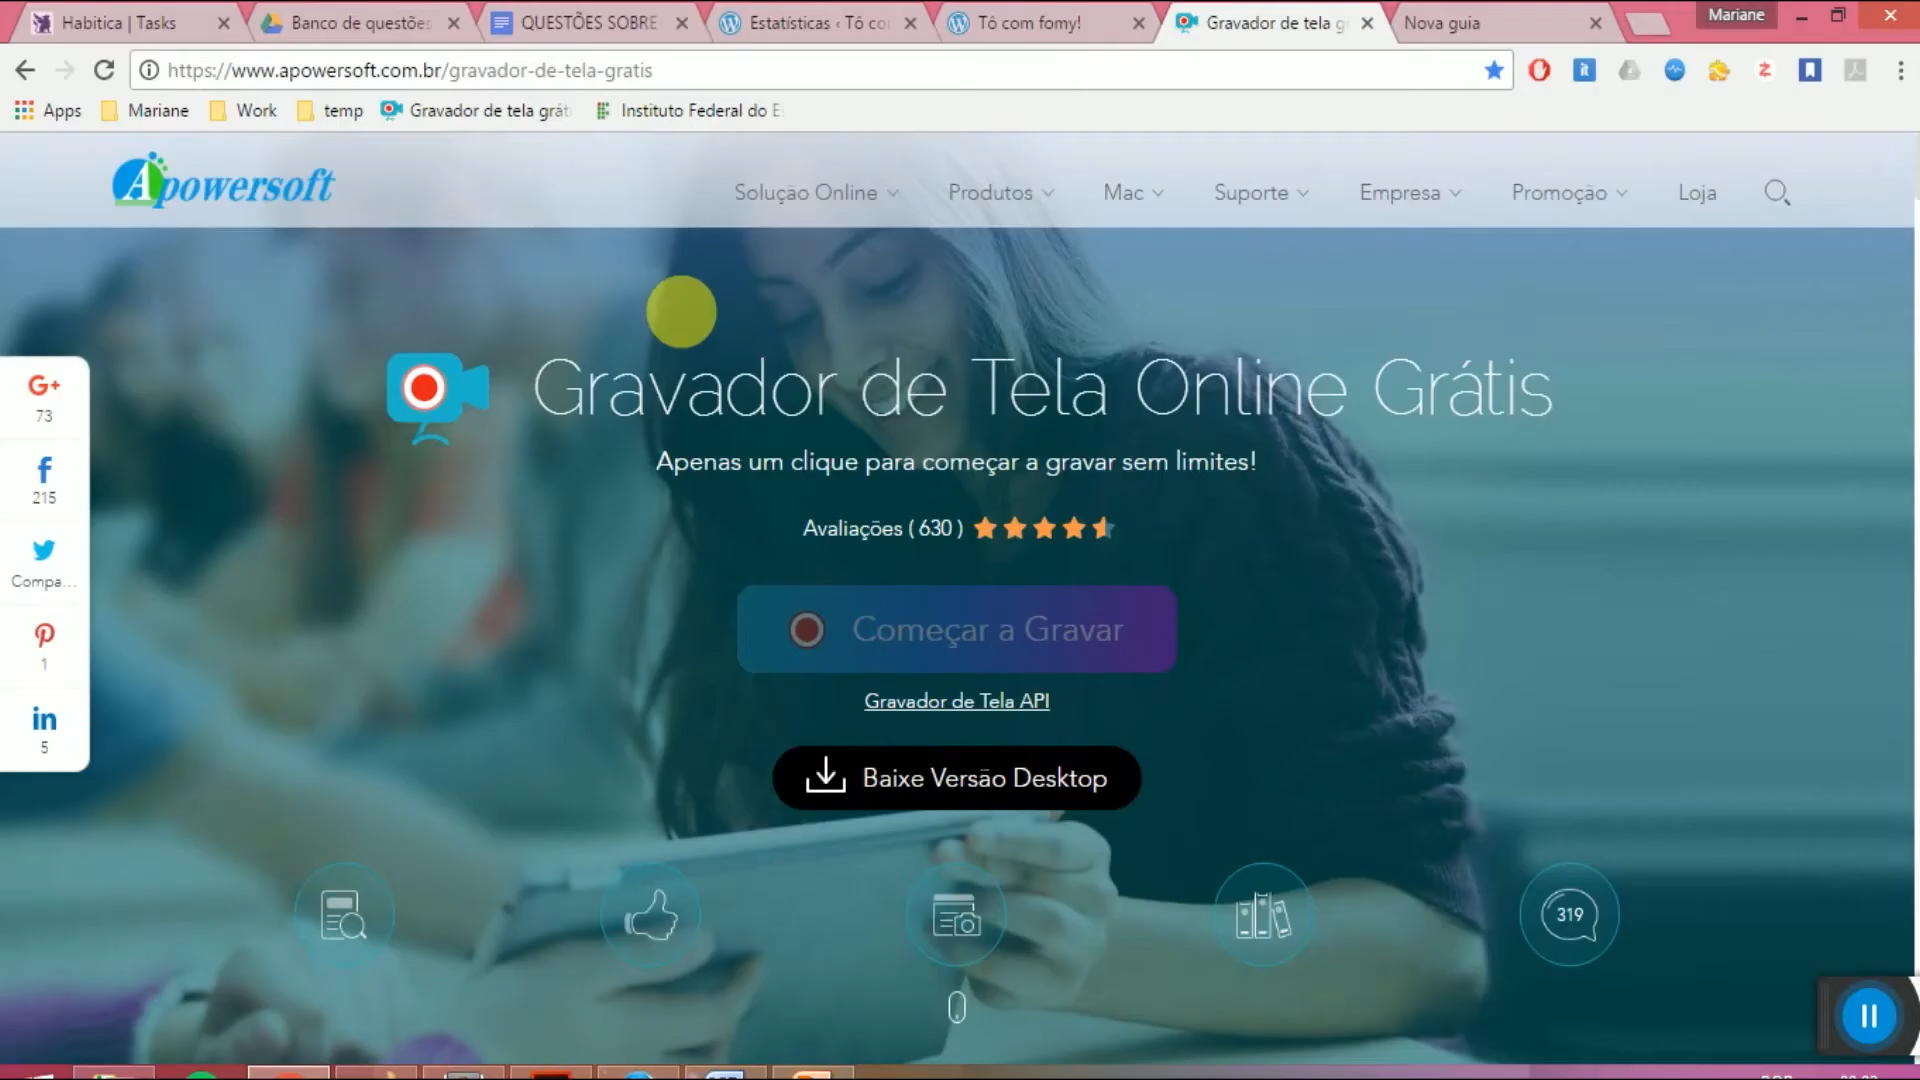 Habitica | Tasks
Banco de questões
QUESTÕES SOBRE
Estatísticas ‹ Tó co
Tô com fomy!
Gravador de tela g
Nova guia
Mariane
https://www.apowersoft.com.br/gravador-de-tela-gratis
Apps
Mariane
Work
temp
Gravador de tela grát
Instituto Federal do E
Apowersoft
Solução Online
Produtos
Mac
Suporte
Empresa
Promoção
Loja
Gravador de Tela Online Grátis
Apenas um clique para começar a gravar sem limites!
Avaliações ( 630 )
Começar a Gravar
Gravador de Tela API
Baixe Versão Desktop
G+
73
215
Compa...
1
in
5
319